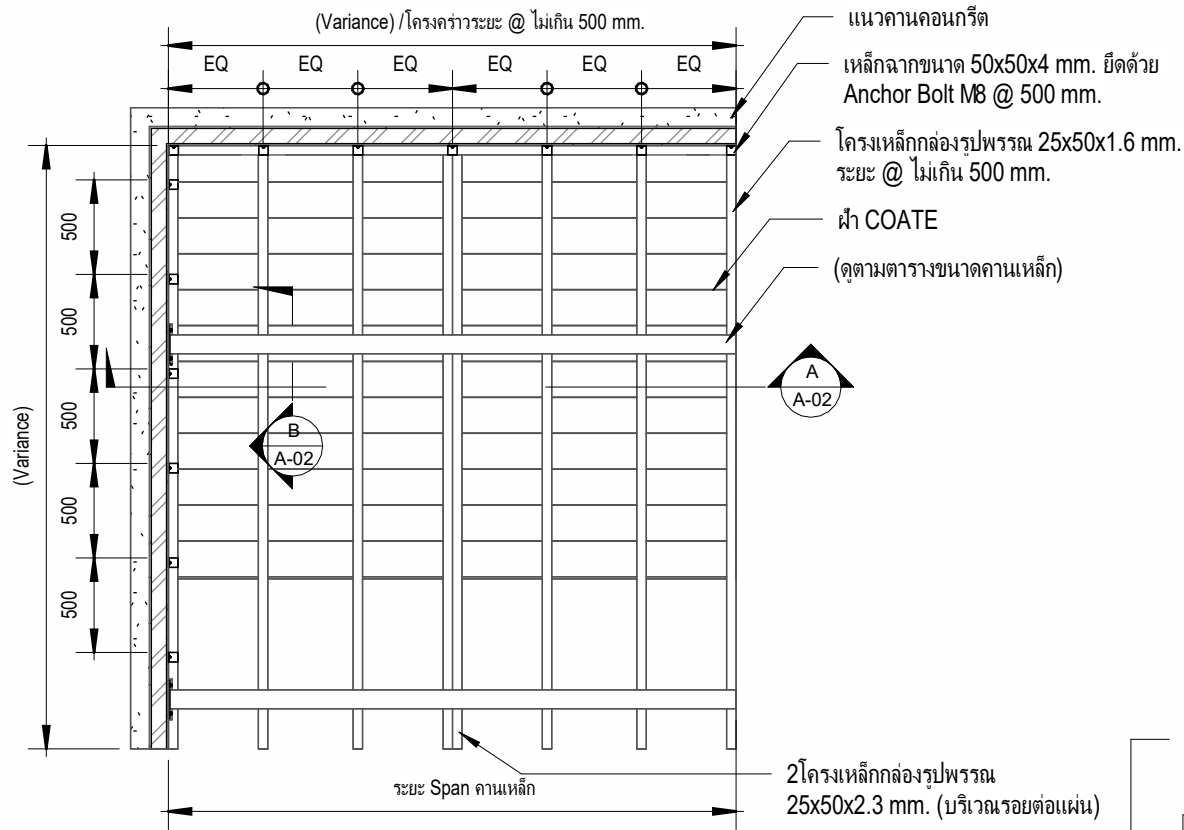 (Variance) /โครงคร่าวระยะ @ ไม่เกิน 500 mm.
EQ EQ EQ EQ EQ EQ
แนวคานคอนกรีต
เหล็กฉากขนาด 50x50x4 mm. ยึดด้วย
Anchor Bolt M8 @ 500 mm.
โครงเหล็กกล่องรูปพรรณ 25x50x1.6 mm.
ระยะ @ ไม่เกิน 500 mm.
ฝ้า COATE
(ดูตามตารางขนาดคานเหล็ก)
500
500
500
500
500
(Variance)
A
A-02
B
A-02
ระยะ Span คานเหล็ก
2โครงเหล็กกล่องรูปพรรณ
25x50x2.3 mm. (บริเวณรอยต่อแผ่น)